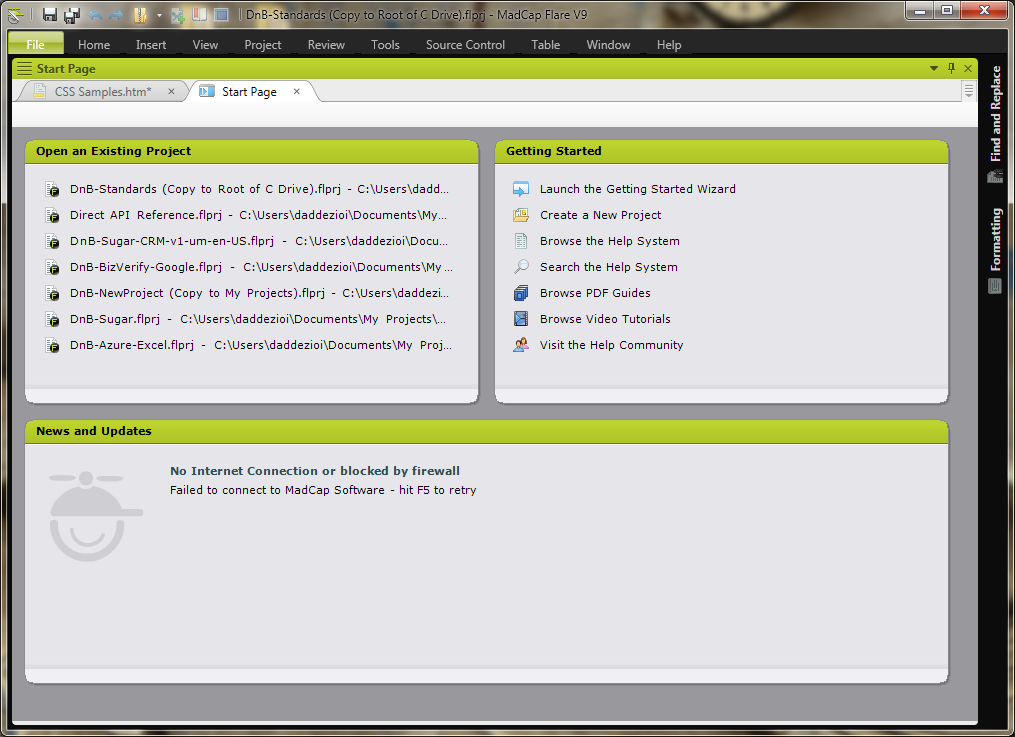 DnB-Standards (Copy to Root of C Drive).flprj - MadCap Flare V9
File Home Insert View Project Review Tools Source Control Table Window Help
Start Page
CSS Samples.htm* Start Page
Find and Replace
Formatting
Open an Existing Project
DnB-Standards (Copy to Root of C Drive).flprj - C:\Users\dadd...
Direct API Reference.flprj - C:\Users\daddezioi\Documents\My...
DnB-Sugar-CRM-v1-um-en-US.flprj - C:\Users\daddezioi\Docu...
DnB-BizVerify-Google.flprj - C:\Users\daddezioi\Documents\My ...
DnB-NewProject (Copy to My Projects).flprj - C:\Users\daddezi...
DnB-Sugar.flprj - C:\Users\daddezioi\Documents\My Projects\...
DnB-Azure-Excel.flprj - C:\Users\daddezioi\Documents\My Proj...
Getting Started
Launch the Getting Started Wizard
Create a New Project
Browse the Help System
Search the Help System
Browse PDF Guides
Browse Video Tutorials
Visit the Help Community
News and Updates
No Internet Connection or blocked by firewall
Failed to connect to MadCap Software - hit F5 to retry